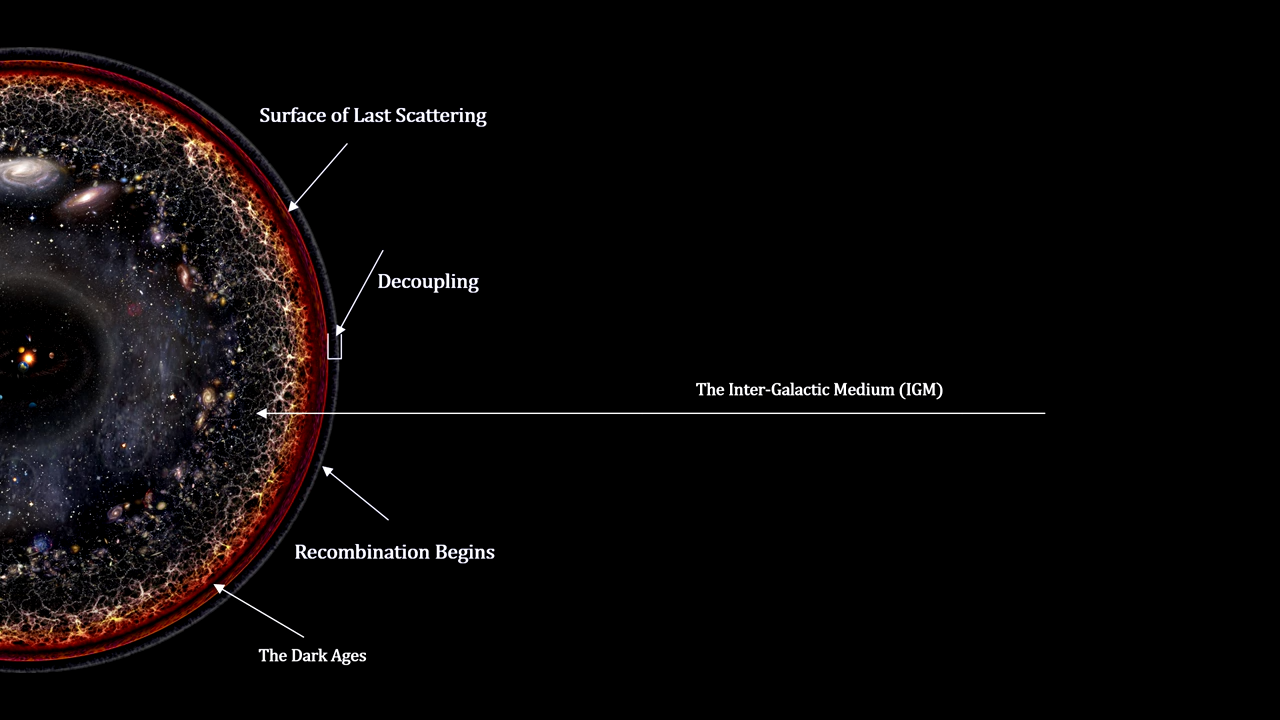 Surface of Last Scattering
Decoupling
The Inter-Galactic Medium (IGM)
Recombination Begins
The Dark Ages